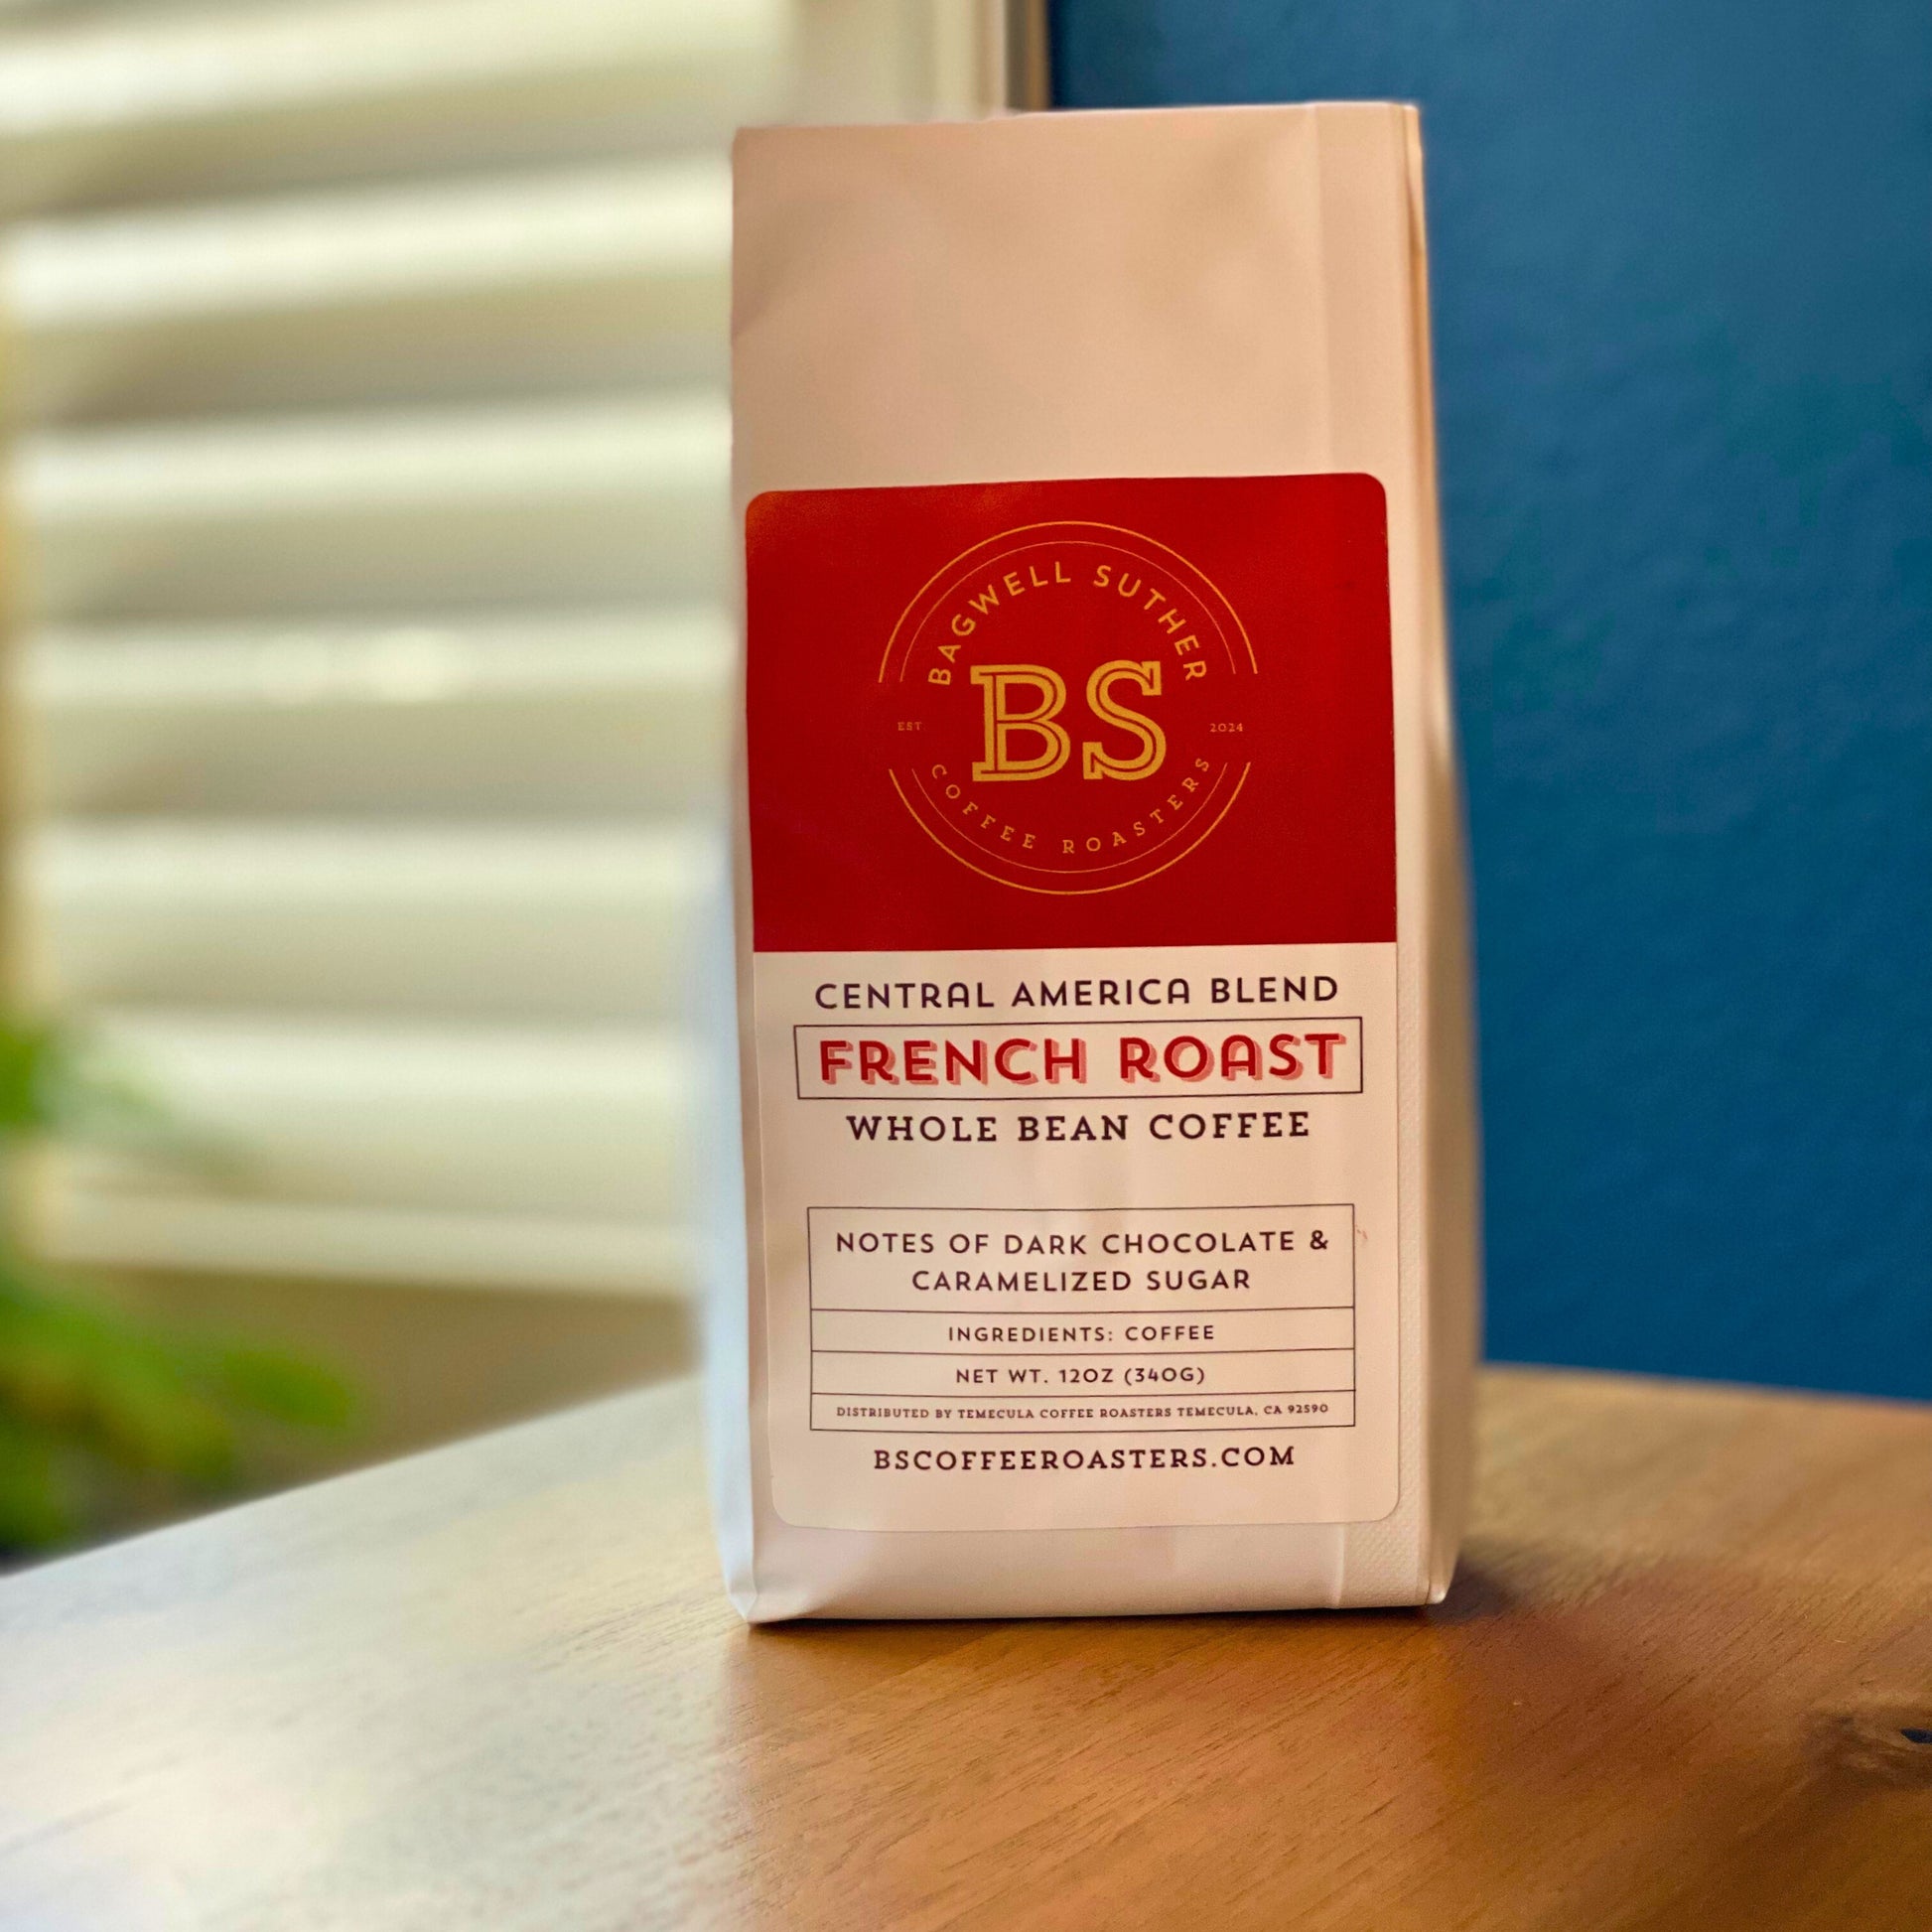 BAGWELL SUTHER
BS
EST 2024
COFFEE ROASTERS
CENTRAL AMERICA BLEND
FRENCH ROAST
WHOLE BEAN COFFEE
NOTES OF DARK CHOCOLATE &
CARAMELIZED SUGAR
INGREDIENTS: COFFEE
NET WT. 12OZ (340G)
DISTRIBUTED BY TEMECULA COFFEE ROASTERS TEMECULA, CA 92590
BSCOFFEEROASTERS.COM